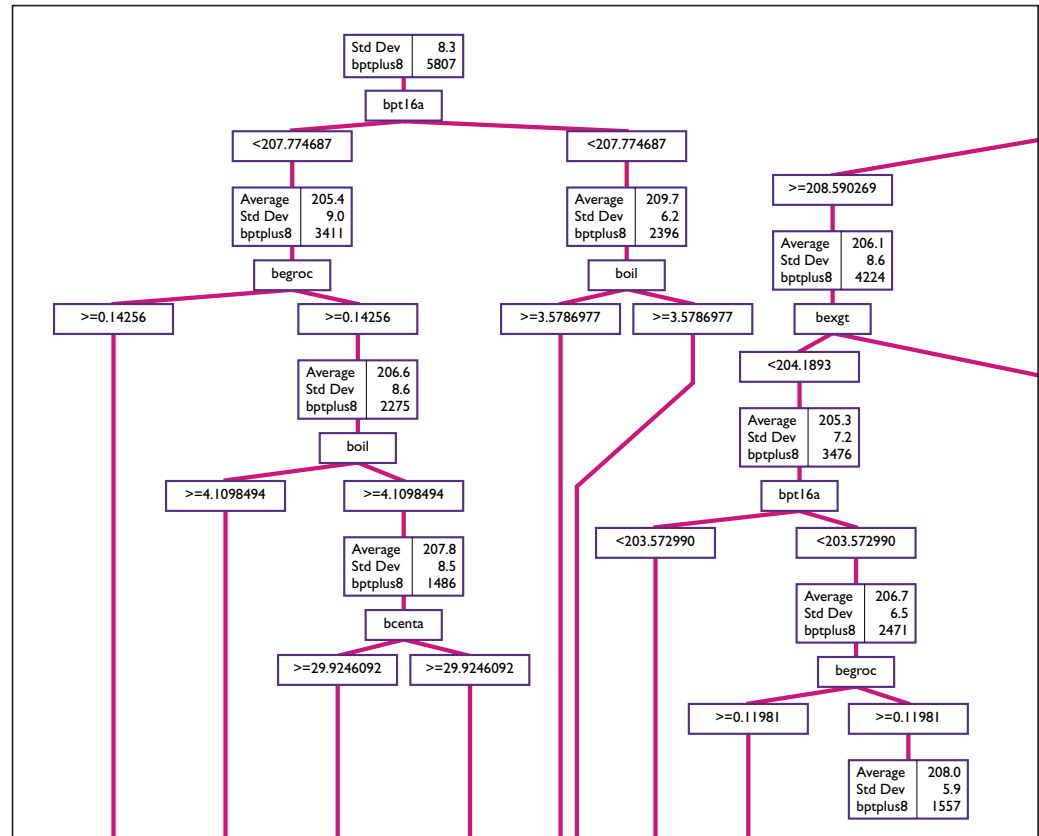 Std Dev 8.3
bptplus8 5807
bpt16a
<207.774687
<207.774687
Average 205.4
Std Dev 9.0
bptplus8 3411
Average 209.7
Std Dev 6.2
bptplus8 2396
begroc
boil
>=0.14256
>=0.14256
>=3.5786977
>=3.5786977
Average 206.6
Std Dev 8.6
bptplus8 2275
boil
>=4.1098494
>=4.1098494
Average 207.8
Std Dev 8.5
bptplus8 1486
bcenta
>=29.9246092
>=29.9246092
>=208.590269
Average 206.1
Std Dev 8.6
bptplus8 4224
bexgt
<204.1893
Average 205.3
Std Dev 7.2
bptplus8 3476
bpt16a
<203.572990
<203.572990
Average 206.7
Std Dev 6.5
bptplus8 2471
begroc
>=0.11981
>=0.11981
Average 208.0
Std Dev 5.9
bptplus8 1557